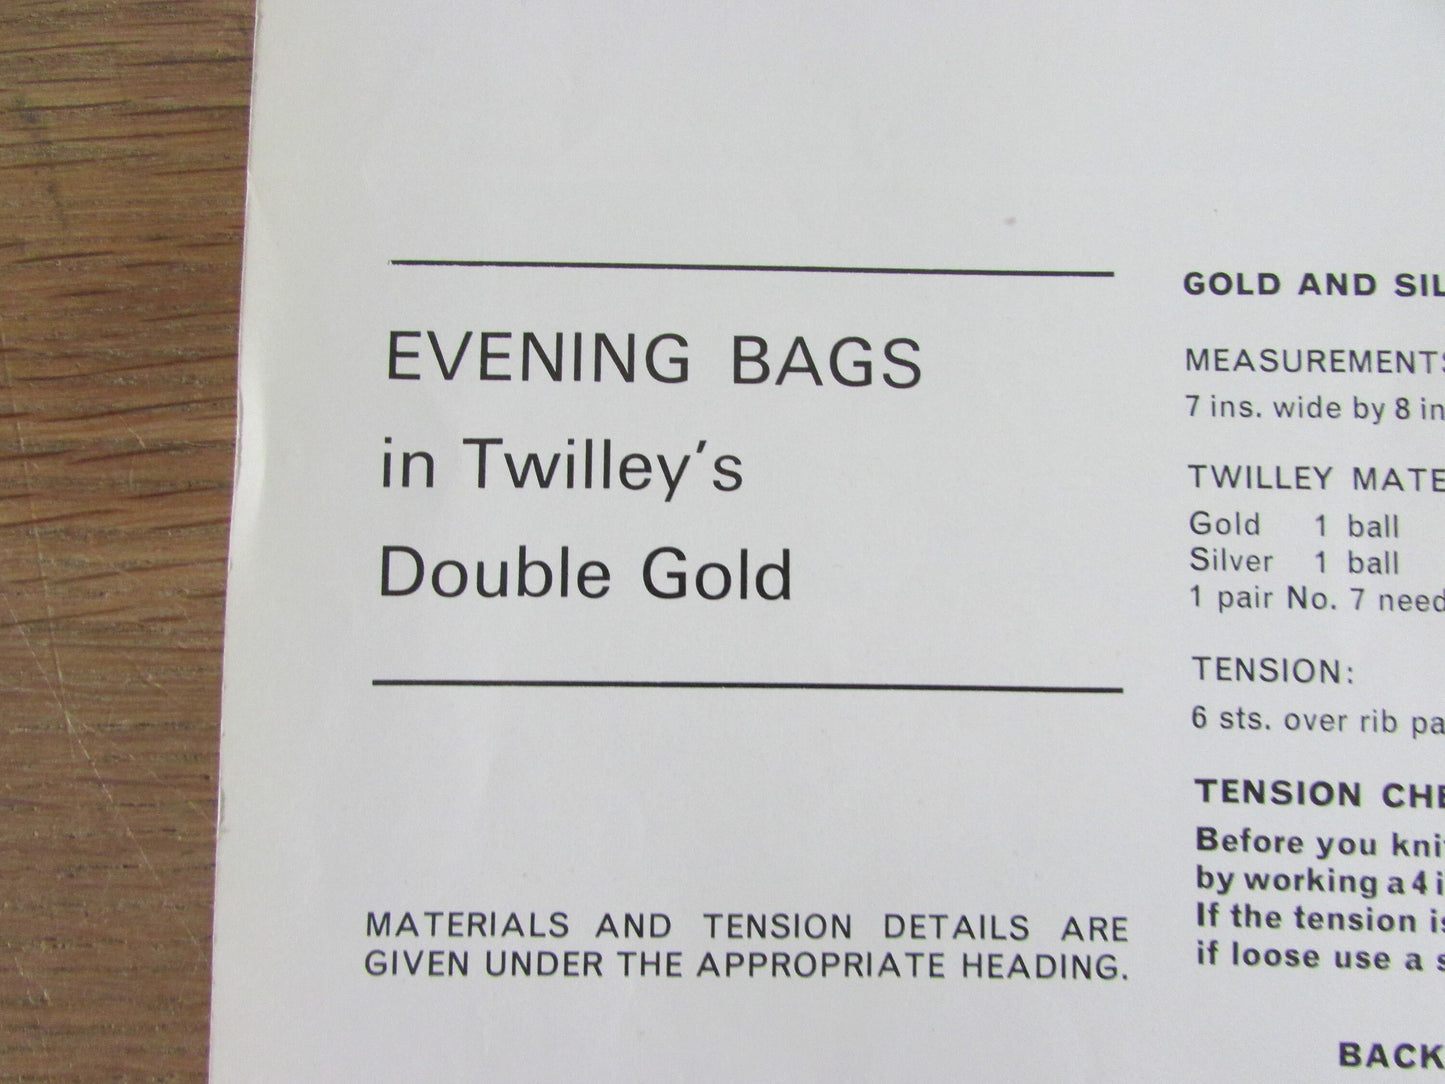 EVENING BAGS
in Twilley's
Double Gold
MATERIALS AND TENSION DETAILS ARE
GIVEN UNDER THE APPROPRIATE HEADING.
GOLD AND SIL
MEASUREMENTS
7 ins. wide by 8 in
TWILLEY MATE
Gold 1 ball
Silver 1 ball
1 pair No. 7 need
TENSION:
6 sts. over rib pa
TENSION CHE
Before you kni
by working a 4 i
If the tension is
if loose use a s
BACK